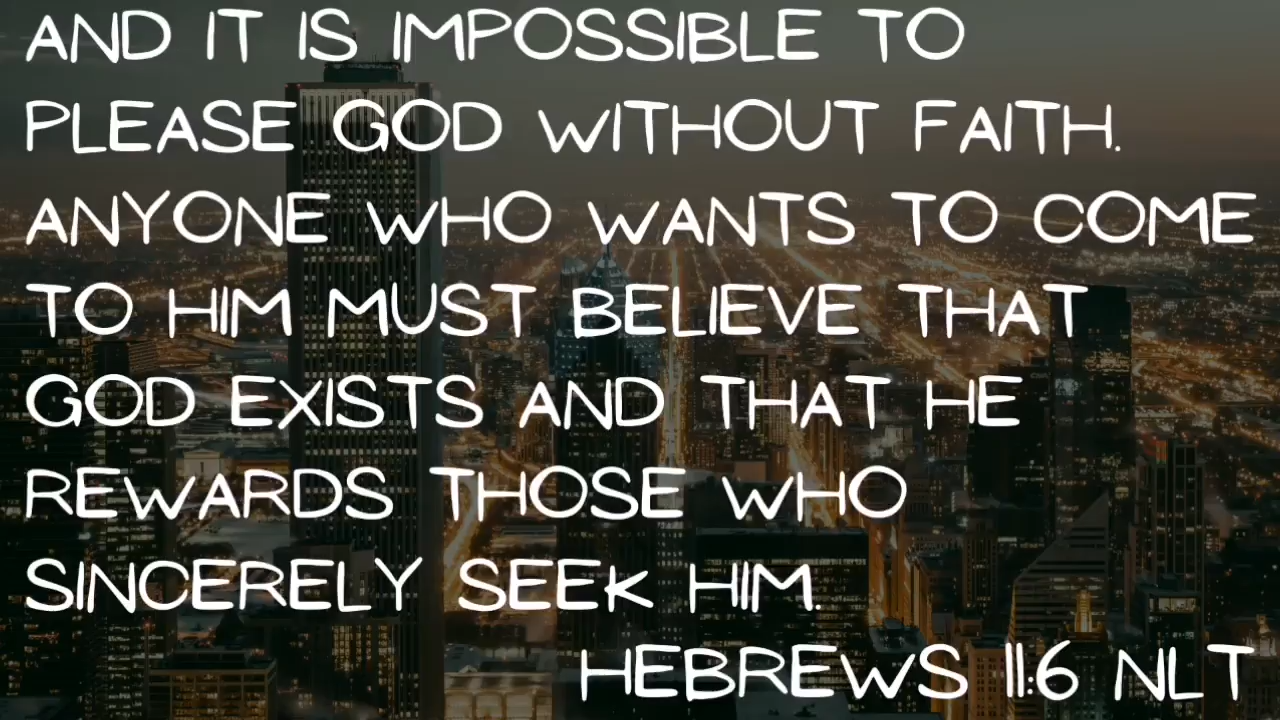 AND IT IS IMPOSSIBLE TO
PLEASE GOD WITHOUT FAITH.
ANYONE WHO WANTS TO COME
TO HIM MUST BELIEVE THAT
GOD EXISTS AND THAT HE
REWARDS THOSE WHO
SINCERELY SEEK HIM.
HEBREWS 11:6 NLT